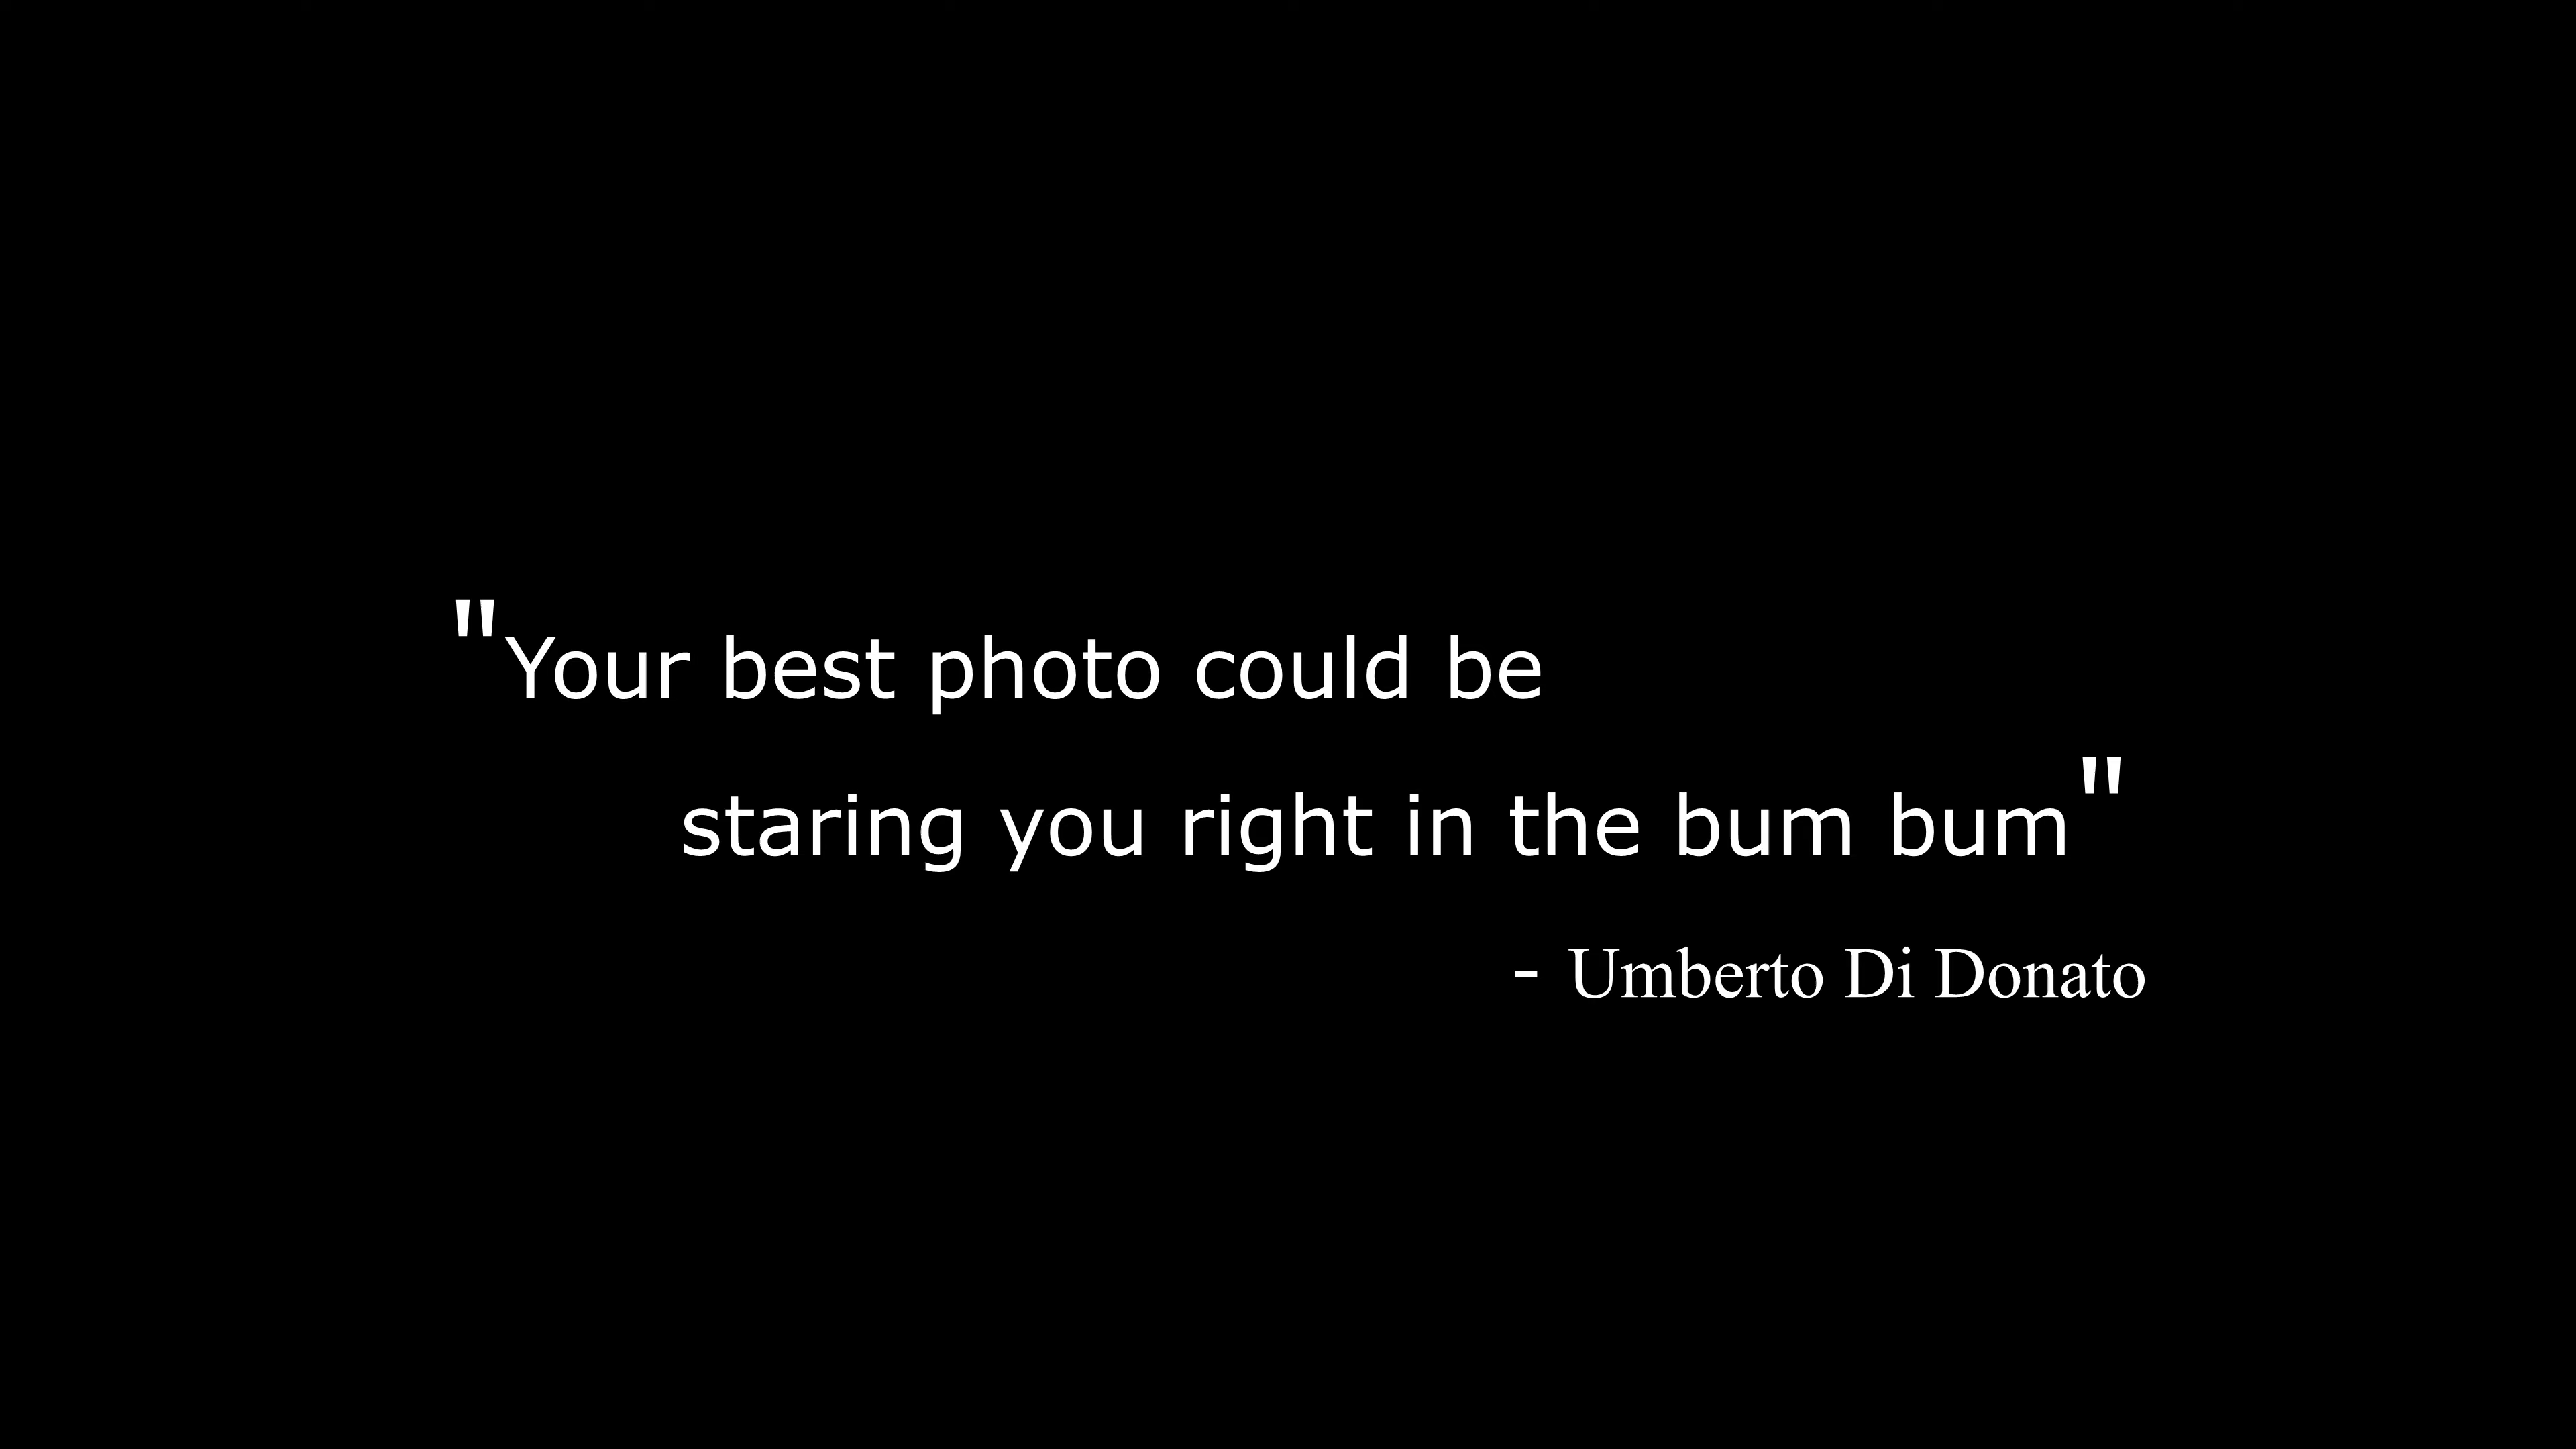 "Your best photo could be
staring you right in the bum bum"
- Umberto Di Donato